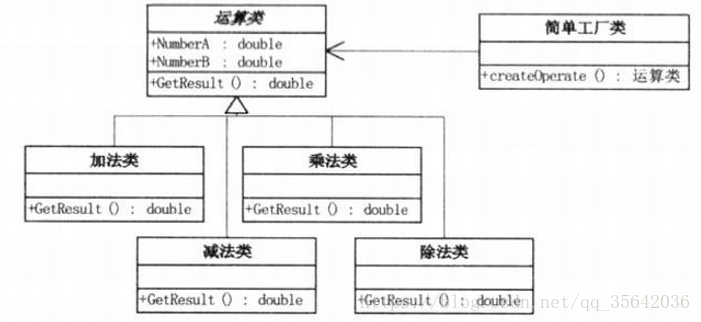 运算类
+NumberA : double
+NumberB : double
+GetResult () : double
简单工厂类
+createOperate () : 运算类
加法类
+GetResult () : double
乘法类
+GetResult () : double
减法类
+GetResult () : double
除法类
+GetResult () : double
https://blog.csdn.net/qq_35642036